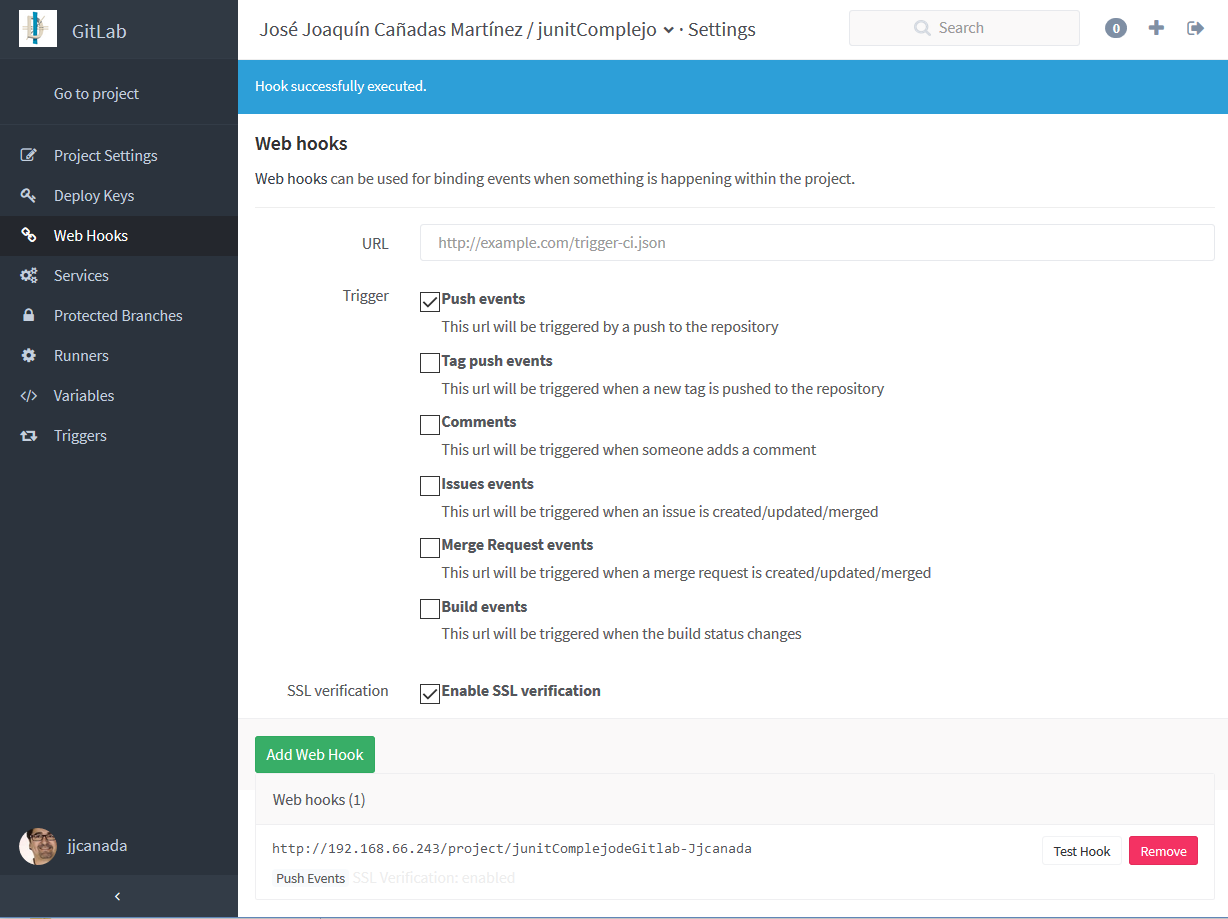 GitLab
José Joaquín Cañadas Martínez / junitComplejo · Settings
Search
0
Go to project
Hook successfully executed.
Project Settings
Deploy Keys
Web Hooks
Services
Protected Branches
Runners
Variables
Triggers
jjcanada
Web hooks
Web hooks can be used for binding events when something is happening within the project.
URL
http://example.com/trigger-ci.json
Trigger
Push events
This url will be triggered by a push to the repository
Tag push events
This url will be triggered when a new tag is pushed to the repository
Comments
This url will be triggered when someone adds a comment
Issues events
This url will be triggered when an issue is created/updated/merged
Merge Request events
This url will be triggered when a merge request is created/updated/merged
Build events
This url will be triggered when the build status changes
SSL verification
Enable SSL verification
Add Web Hook
Web hooks (1)
http://192.168.66.243/project/junitComplejodeGitlab-Jjcanada
Test Hook
Remove
Push Events SSL Verification: enabled